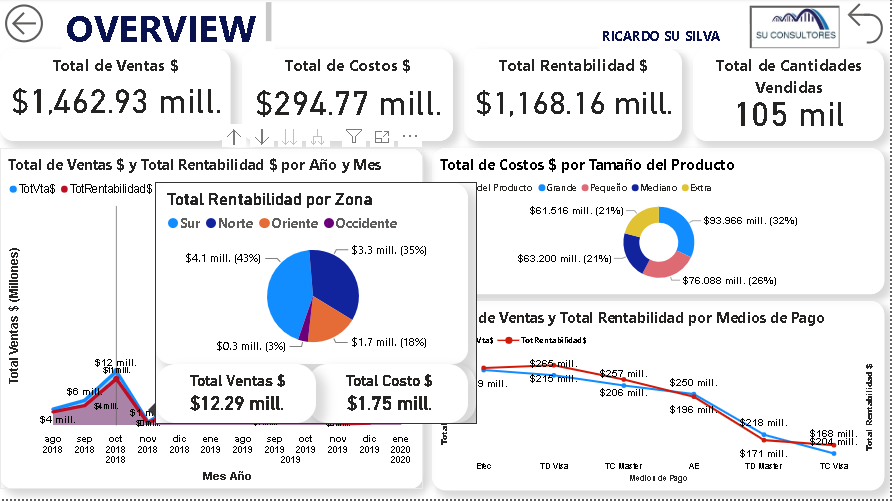 OVERVIEW
RICARDO SU SILVA
SU CONSULTORES
Total de Ventas $
$1,462.93 mill.
Total de Costos $
$294.77 mill.
Total Rentabilidad $
$1,168.16 mill.
Total de Cantidades
Vendidas
105 mil
Total de Ventas $ y Total Rentabilidad $ por Año y Mes
TotVta$ TotRentabilidad$
Total Ventas $ (Millones)
$4 mill.
$6 mill.
$4 mill.
$12 mill.
ago 2018
sep 2018
oct 2018
nov 2018
dic 2018
ene 2019
feb 2019
oct 2019
nov 2019
dic 2019
ene 2020
2019
Mes Año
Total Rentabilidad por Zona
Sur Norte Oriente Occidente
$4.1 mill. (43%)
$3.3 mill. (35%)
$0.3 mill. (3%)
$1.7 mill. (18%)
Total Ventas $
$12.29 mill.
Total Costo $
$1.75 mill.
Total de Costos $ por Tamaño del Producto
del Producto Grande Pequeño Mediano Extra
$61.516 mill. (21%)
$93.966 mill. (32%)
$63.200 mill. (21%)
$76.088 mill. (26%)
de Ventas y Total Rentabilidad por Medios de Pago
Vta$ TotRentabilidad$
9 mill.
$265 mill.
$215 mill.
$257 mill.
$206 mill.
$250 mill.
$196 mill.
$218 mill.
$171 mill.
$168 mill.
$204 mill.
Total Rentabilidad $
Efec TD Visa TC Master AE TD Master TC Visa
Medios de Pago